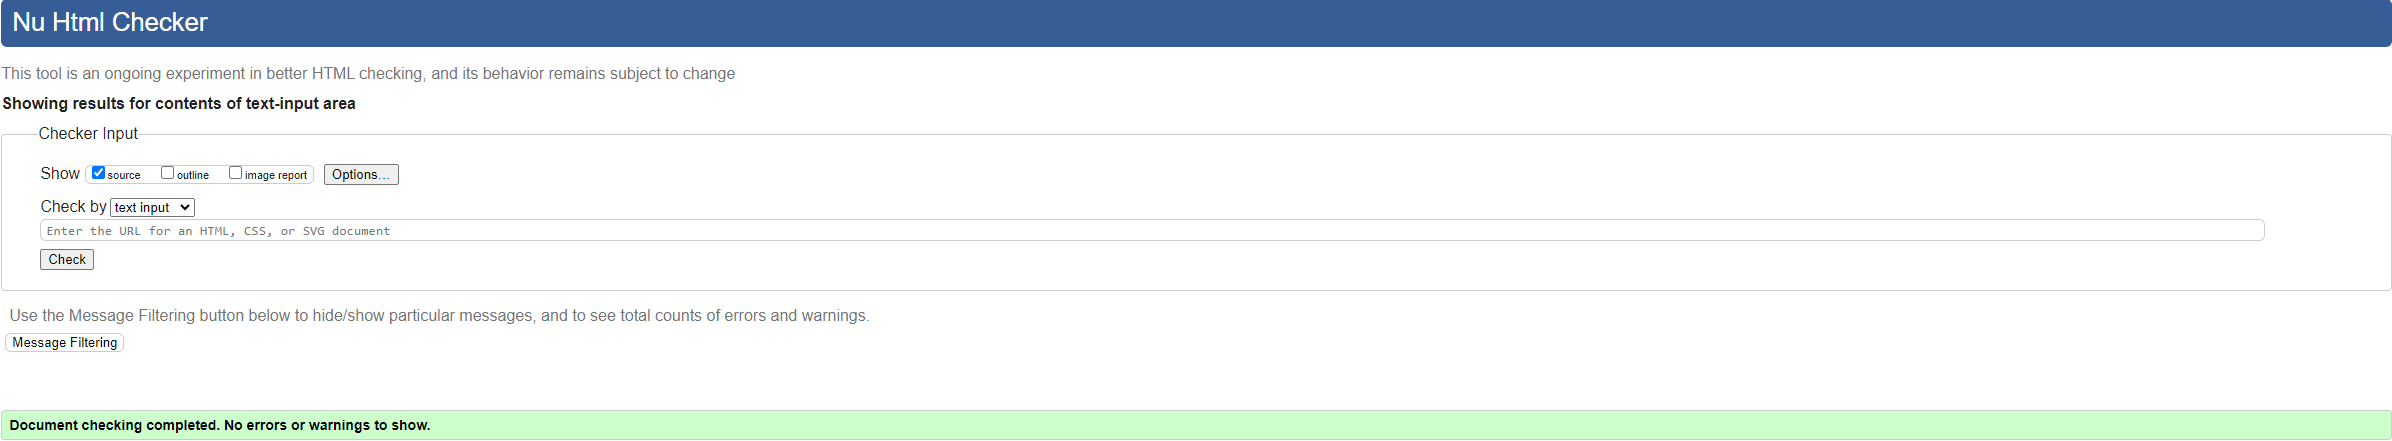 Nu Html Checker
This tool is an ongoing experiment in better HTML checking, and its behavior remains subject to change
Showing results for contents of text-input area
Checker Input
Show source outline image report Options...
Check by text input
Enter the URL for an HTML, CSS, or SVG document
Check
Use the Message Filtering button below to hide/show particular messages, and to see total counts of errors and warnings.
Message Filtering
Document checking completed. No errors or warnings to show.